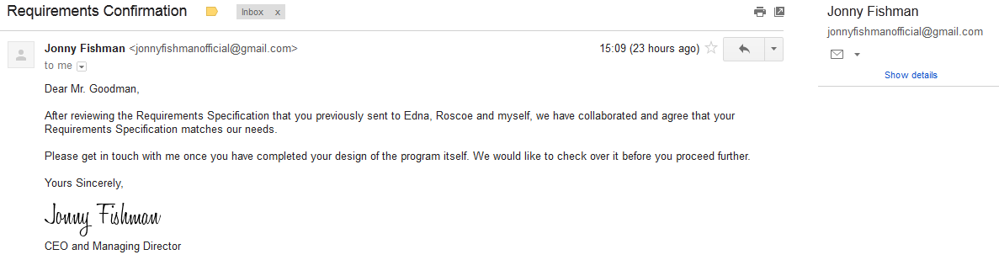 Requirements Confirmation
Inbox x
Jonny Fishman <jonnyfishmanofficial@gmail.com>
15:09 (23 hours ago)
to me
Dear Mr. Goodman,
After reviewing the Requirements Specification that you previously sent to Edna, Roscoe and myself, we have collaborated and agree that your
Requirements Specification matches our needs.
Please get in touch with me once you have completed your design of the program itself. We would like to check over it before you proceed further.
Yours Sincerely,
Jonny Fishman
CEO and Managing Director
Jonny Fishman
jonnyfishmanofficial@gmail.com
Show details